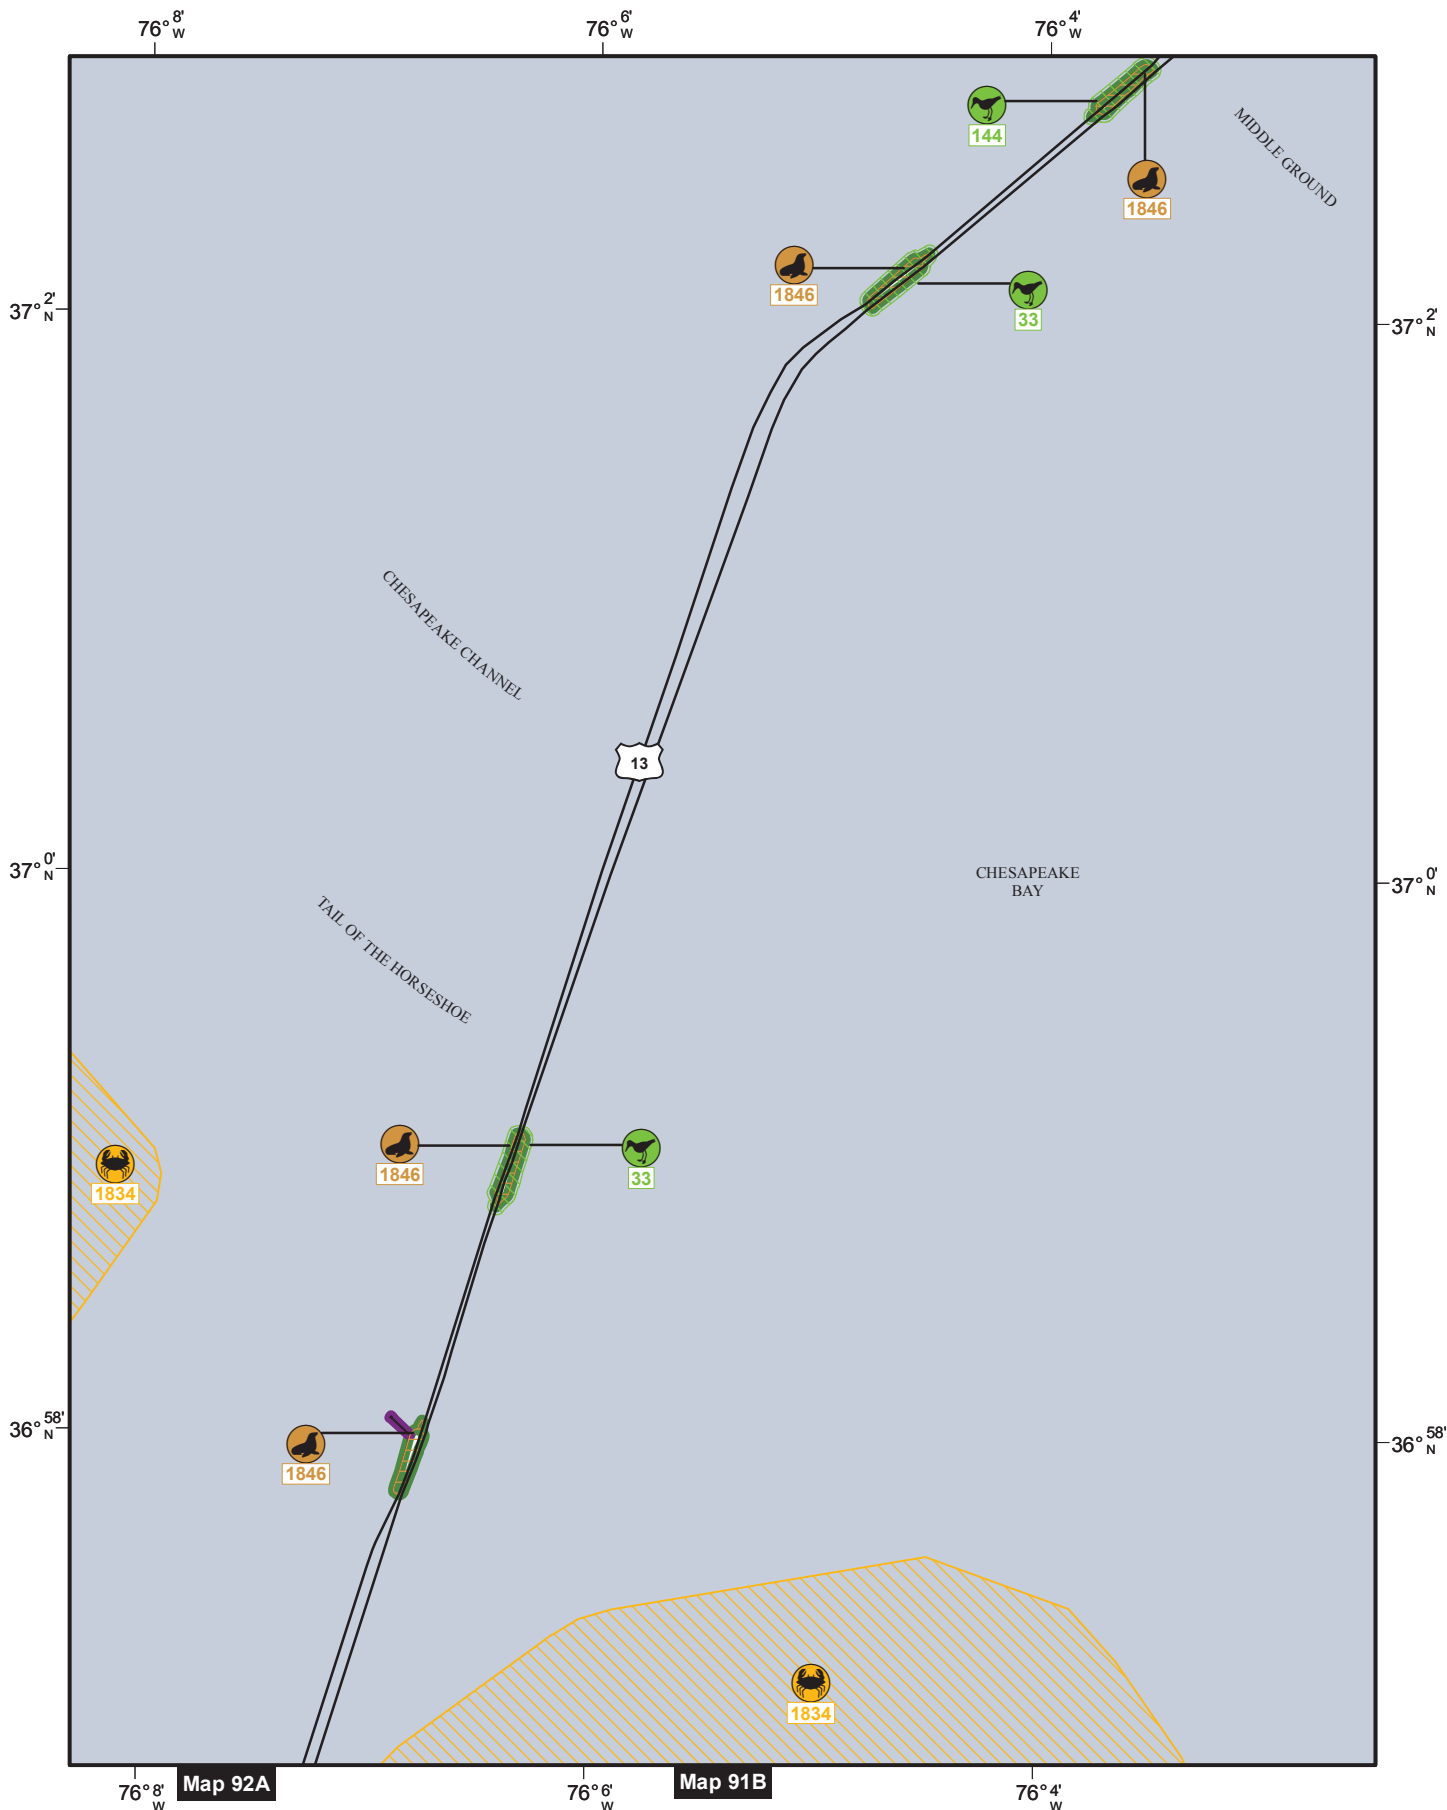 76° 8' W
76° 6' W
76° 4' W
144
MIDDLE GROUND
1846
1846
33
37° 2' N
37° 2' N
CHESAPEAKE CHANNEL
13
37° 0' N
CHESAPEAKE
BAY
37° 0' N
TAIL OF THE HORSESHOE
1834
1846
33
36° 58' N
36° 58' N
1846
1834
76° 8' W
Map 92A
76° 6' W
Map 91B
76° 4' W